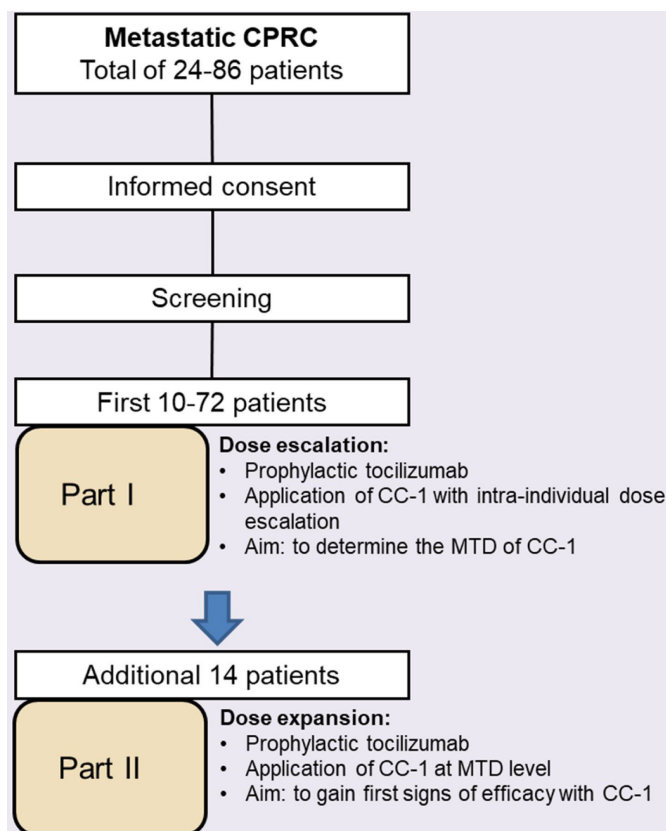 Metastatic CPRC
Total of 24-86 patients
Informed consent
Screening
First 10-72 patients
Part I
Dose escalation:
• Prophylactic tocilizumab
• Application of CC-1 with intra-individual dose
escalation
• Aim: to determine the MTD of CC-1
Additional 14 patients
Part II
Dose expansion:
• Prophylactic tocilizumab
• Application of CC-1 at MTD level
• Aim: to gain first signs of efficacy with CC-1